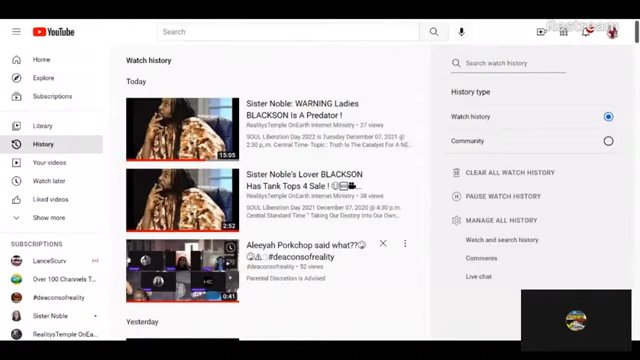 Restream
YouTube
Search
Home
Explore
Subscriptions
Library
History
Your videos
Watch later
Liked videos
Show more
SUBSCRIPTIONS
LanceScurv
Over 100 Channels T...
#deaconsofreality
Sister Noble
RealitysTempleOnEar...
Watch history
Today
15:05
Sister Noble: WARNING Ladies
BLACKSON Is A Predator !
RealitysTemple OnEarth Internet Ministry • 27 views
SOUL Liberation Day 2022 is Tuesday December 07, 2021 @
2:30 p.m. Central Time- Topic : Truth Is The Catalyst For A NE...
2:52
Sister Noble's Lover BLACKSON
Has Tank Tops 4 Sale !
RealitysTemple OnEarth Internet Ministry • 38 views
SOUL Liberation Day 2021 December 07, 2020 @ 4:30 p.m.
Central Standard Time " Taking Our Destiny Into Our Own...
0:41
Aleeyah Porkchop said what??
#deaconsofreality
#deaconsofreality • 52 views
Parental Discretion is Advised
Yesterday
Search watch history
History type
Watch history
Community
CLEAR ALL WATCH HISTORY
PAUSE WATCH HISTORY
MANAGE ALL HISTORY
Watch and search history
Comments
Live chat